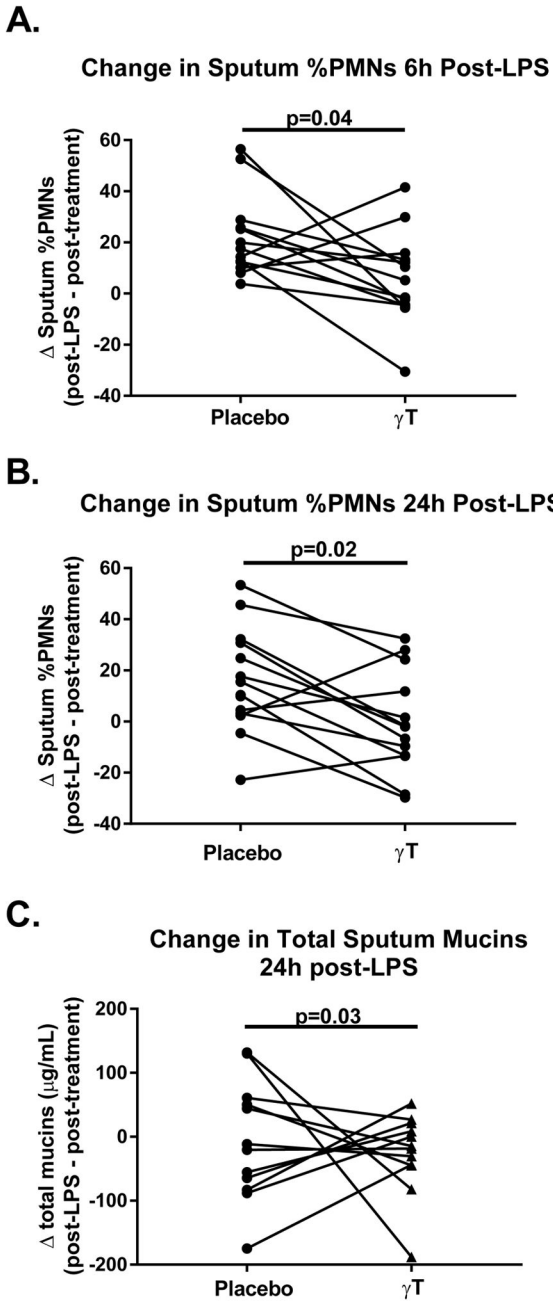 A.
Change in Sputum %PMNs 6h Post-LPS
p=0.04
60
40
20
0
-20
-40
Δ Sputum %PMNs
(post-LPS - post-treatment)
Placebo
γT
B.
Change in Sputum %PMNs 24h Post-LPS
p=0.02
60
40
20
0
-20
-40
Δ Sputum %PMNs
(post-LPS - post-treatment)
Placebo
γT
C.
Change in Total Sputum Mucins
24h post-LPS
p=0.03
200
100
0
-100
-200
Δ total mucins (μg/mL)
(post-LPS - post-treatment)
Placebo
γT